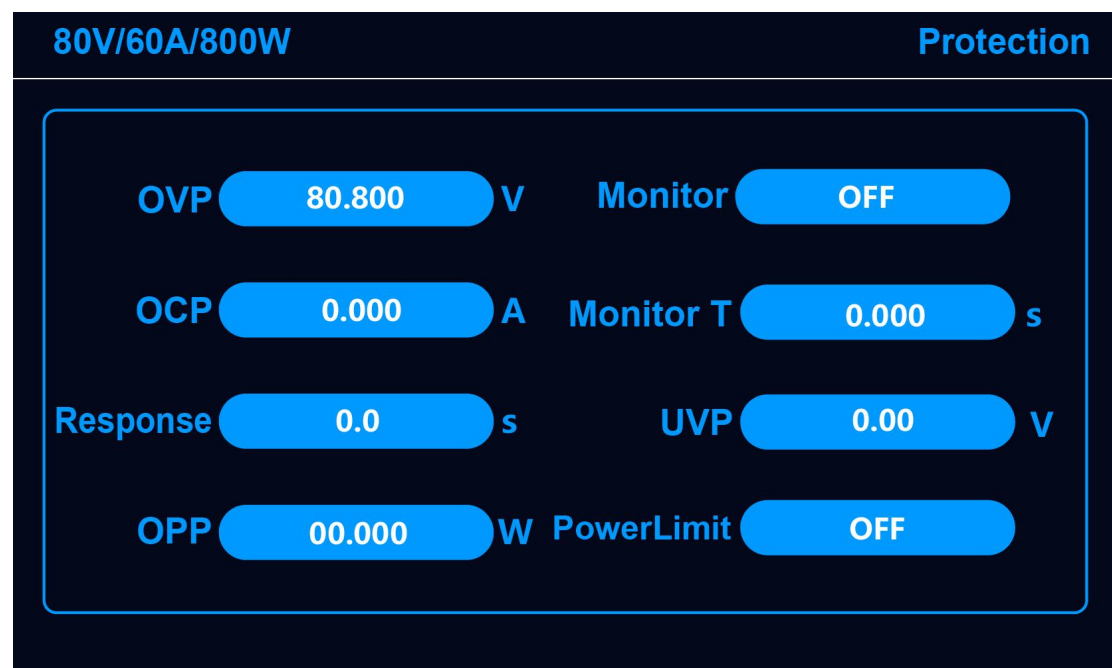 80V/60A/800W Protection
OVP 80.800 V Monitor OFF
OCP 0.000 A Monitor T 0.000 s
Response 0.0 s UVP 0.00 V
OPP 00.000 W PowerLimit OFF